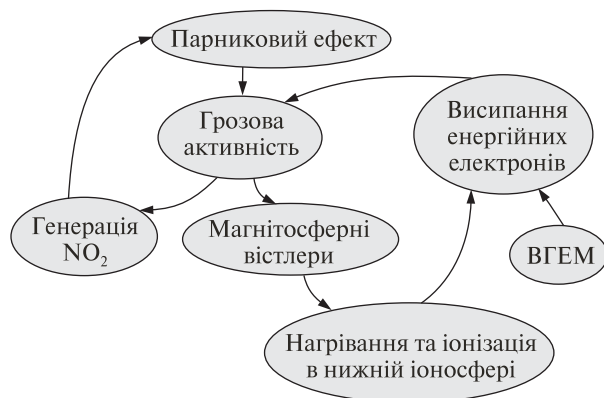 Парниковий ефект
Грозова
активність
Висипання
енергійних
електронів
Генерація
NO₂
Магнітосферні
вістлери
ВГЕМ
Нагрівання та іонізація
в нижній іоносфері